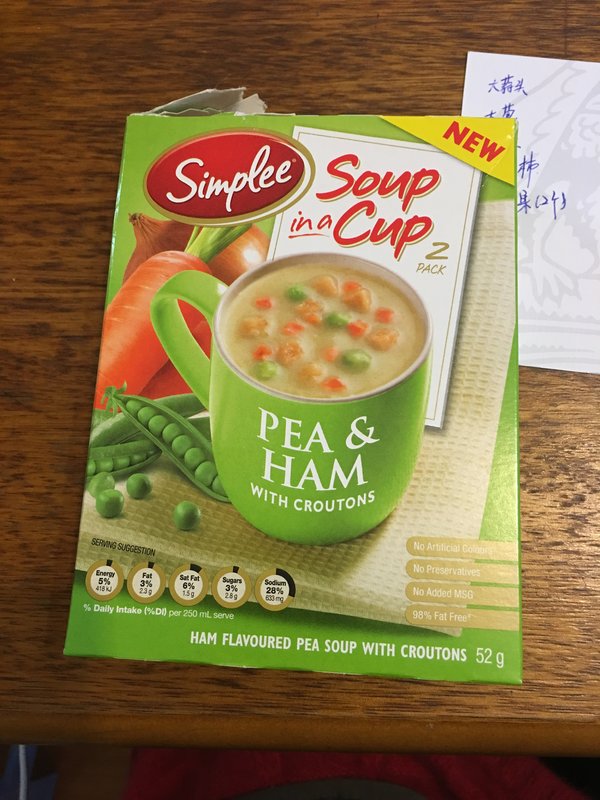 大蒜头
NEW
Simplee
Soup
in a Cup
2
PACK
PEA &
HAM
WITH CROUTONS
SERVING SUGGESTION
Energy
5%
416 kJ
Fat
3%
2.3 g
Sat Fat
6%
1.5 g
Sugars
3%
2.8 g
Sodium
28%
633 mg
% Daily Intake (%DI) per 250 mL serve
No Artificial Colours
No Preservatives
No Added MSG
98% Fat Free*
HAM FLAVOURED PEA SOUP WITH CROUTONS 52 g